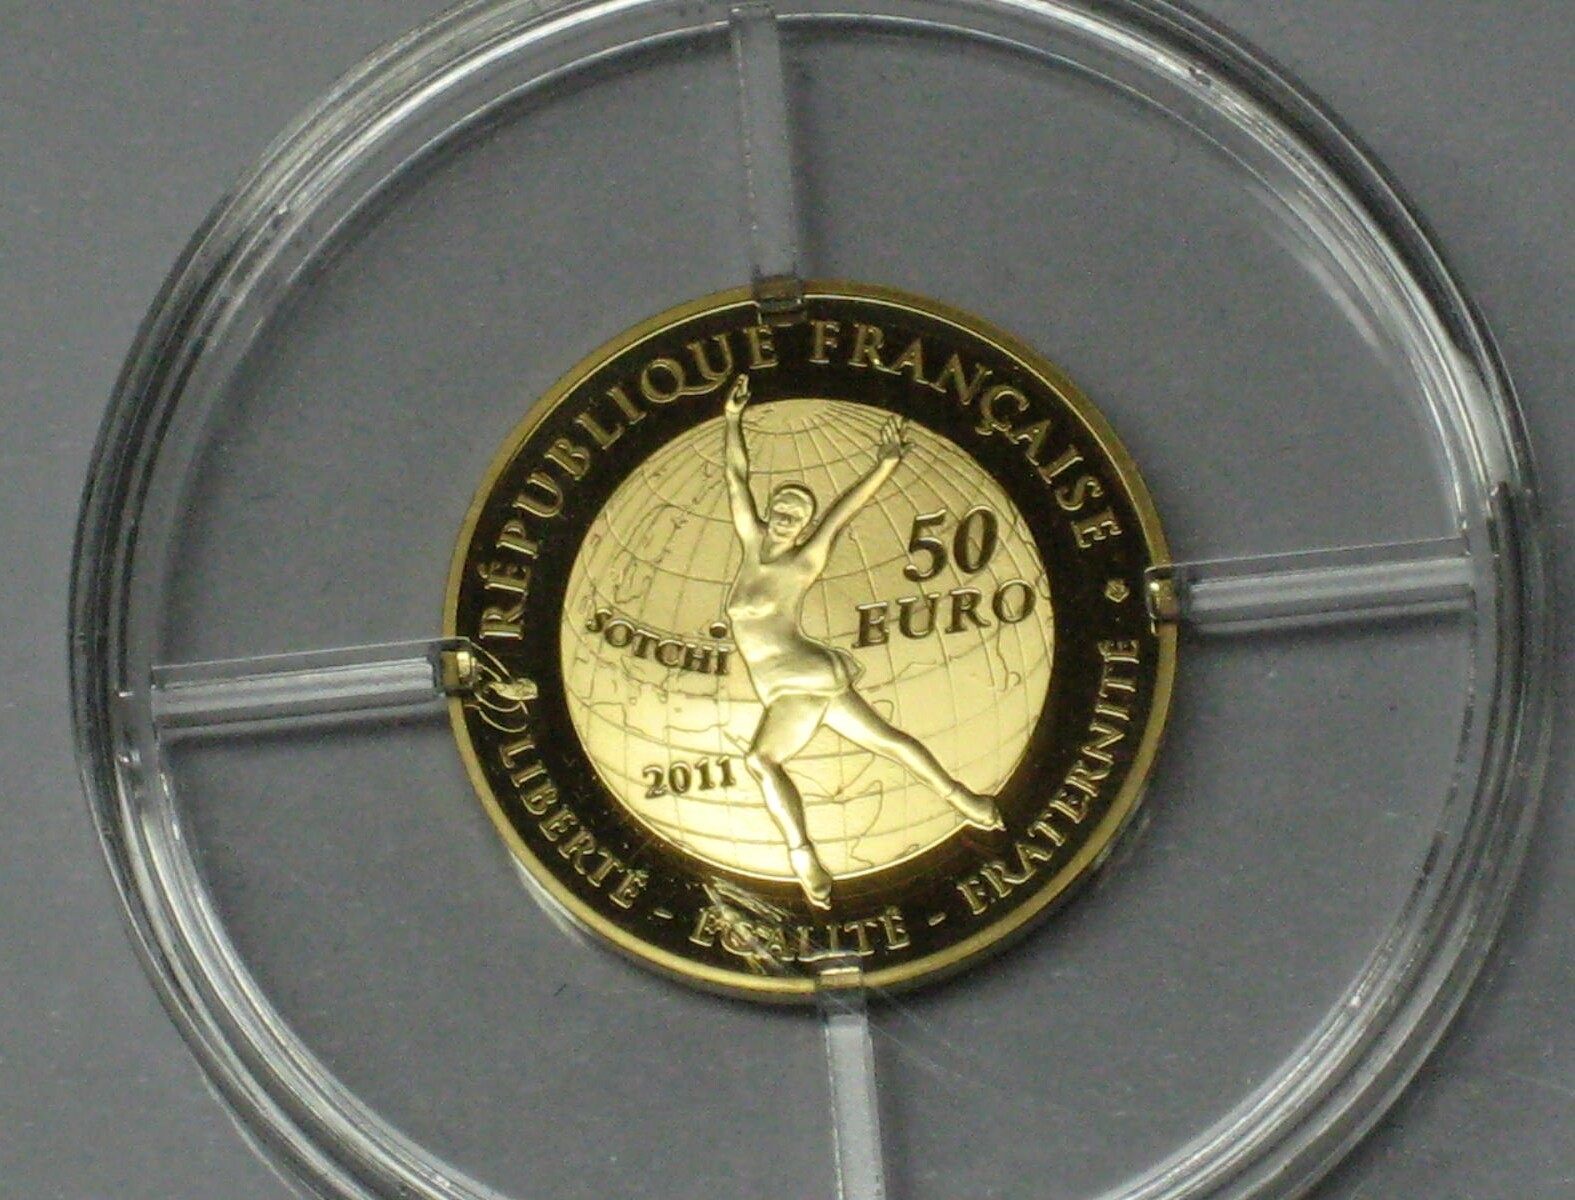 RÉPUBLIQUE FRANÇAISE
50
EURO
SOTCHI
2011
LIBERTÉ - EGALITÉ - FRATERNITÉ